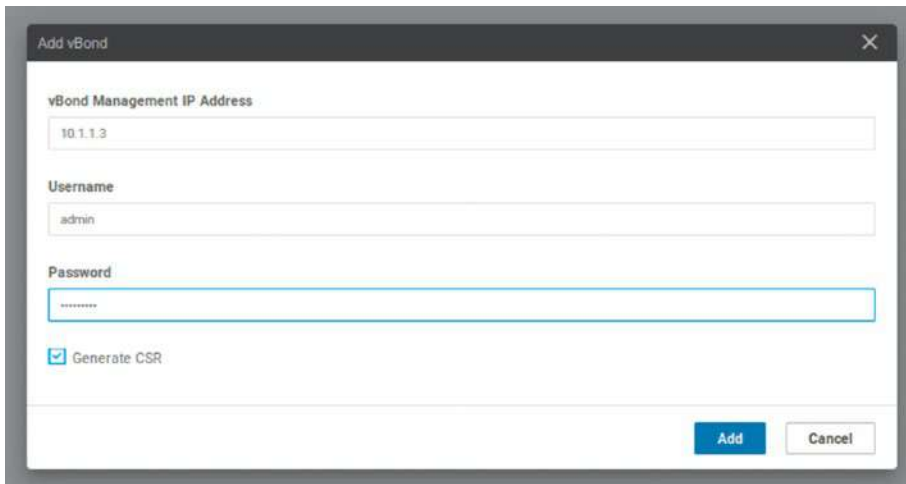 Add vBond
vBond Management IP Address
10.1.1.3
Username
admin
Password
·········
Generate CSR
Add
Cancel